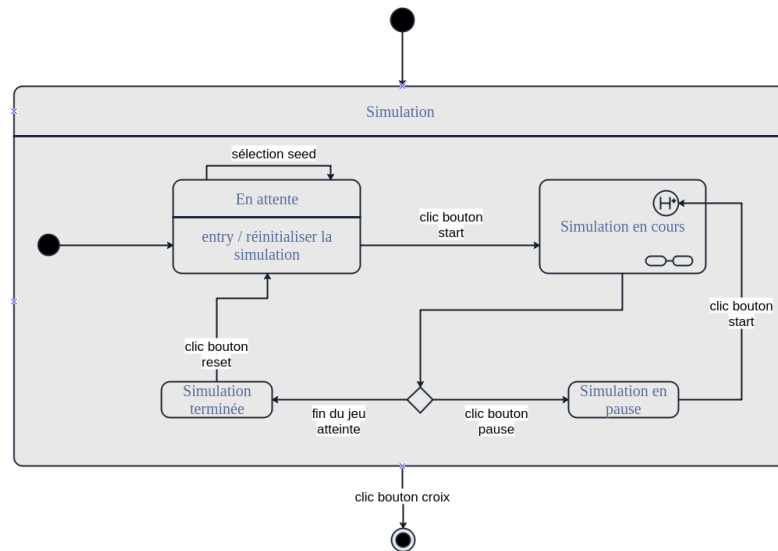 Simulation
sélection seed
En attente
entry / réinitialiser la
simulation
clic bouton
start
H*
Simulation en cours
clic bouton
start
clic bouton
reset
Simulation
terminée
fin du jeu
atteinte
clic bouton
pause
Simulation en
pause
clic bouton croix